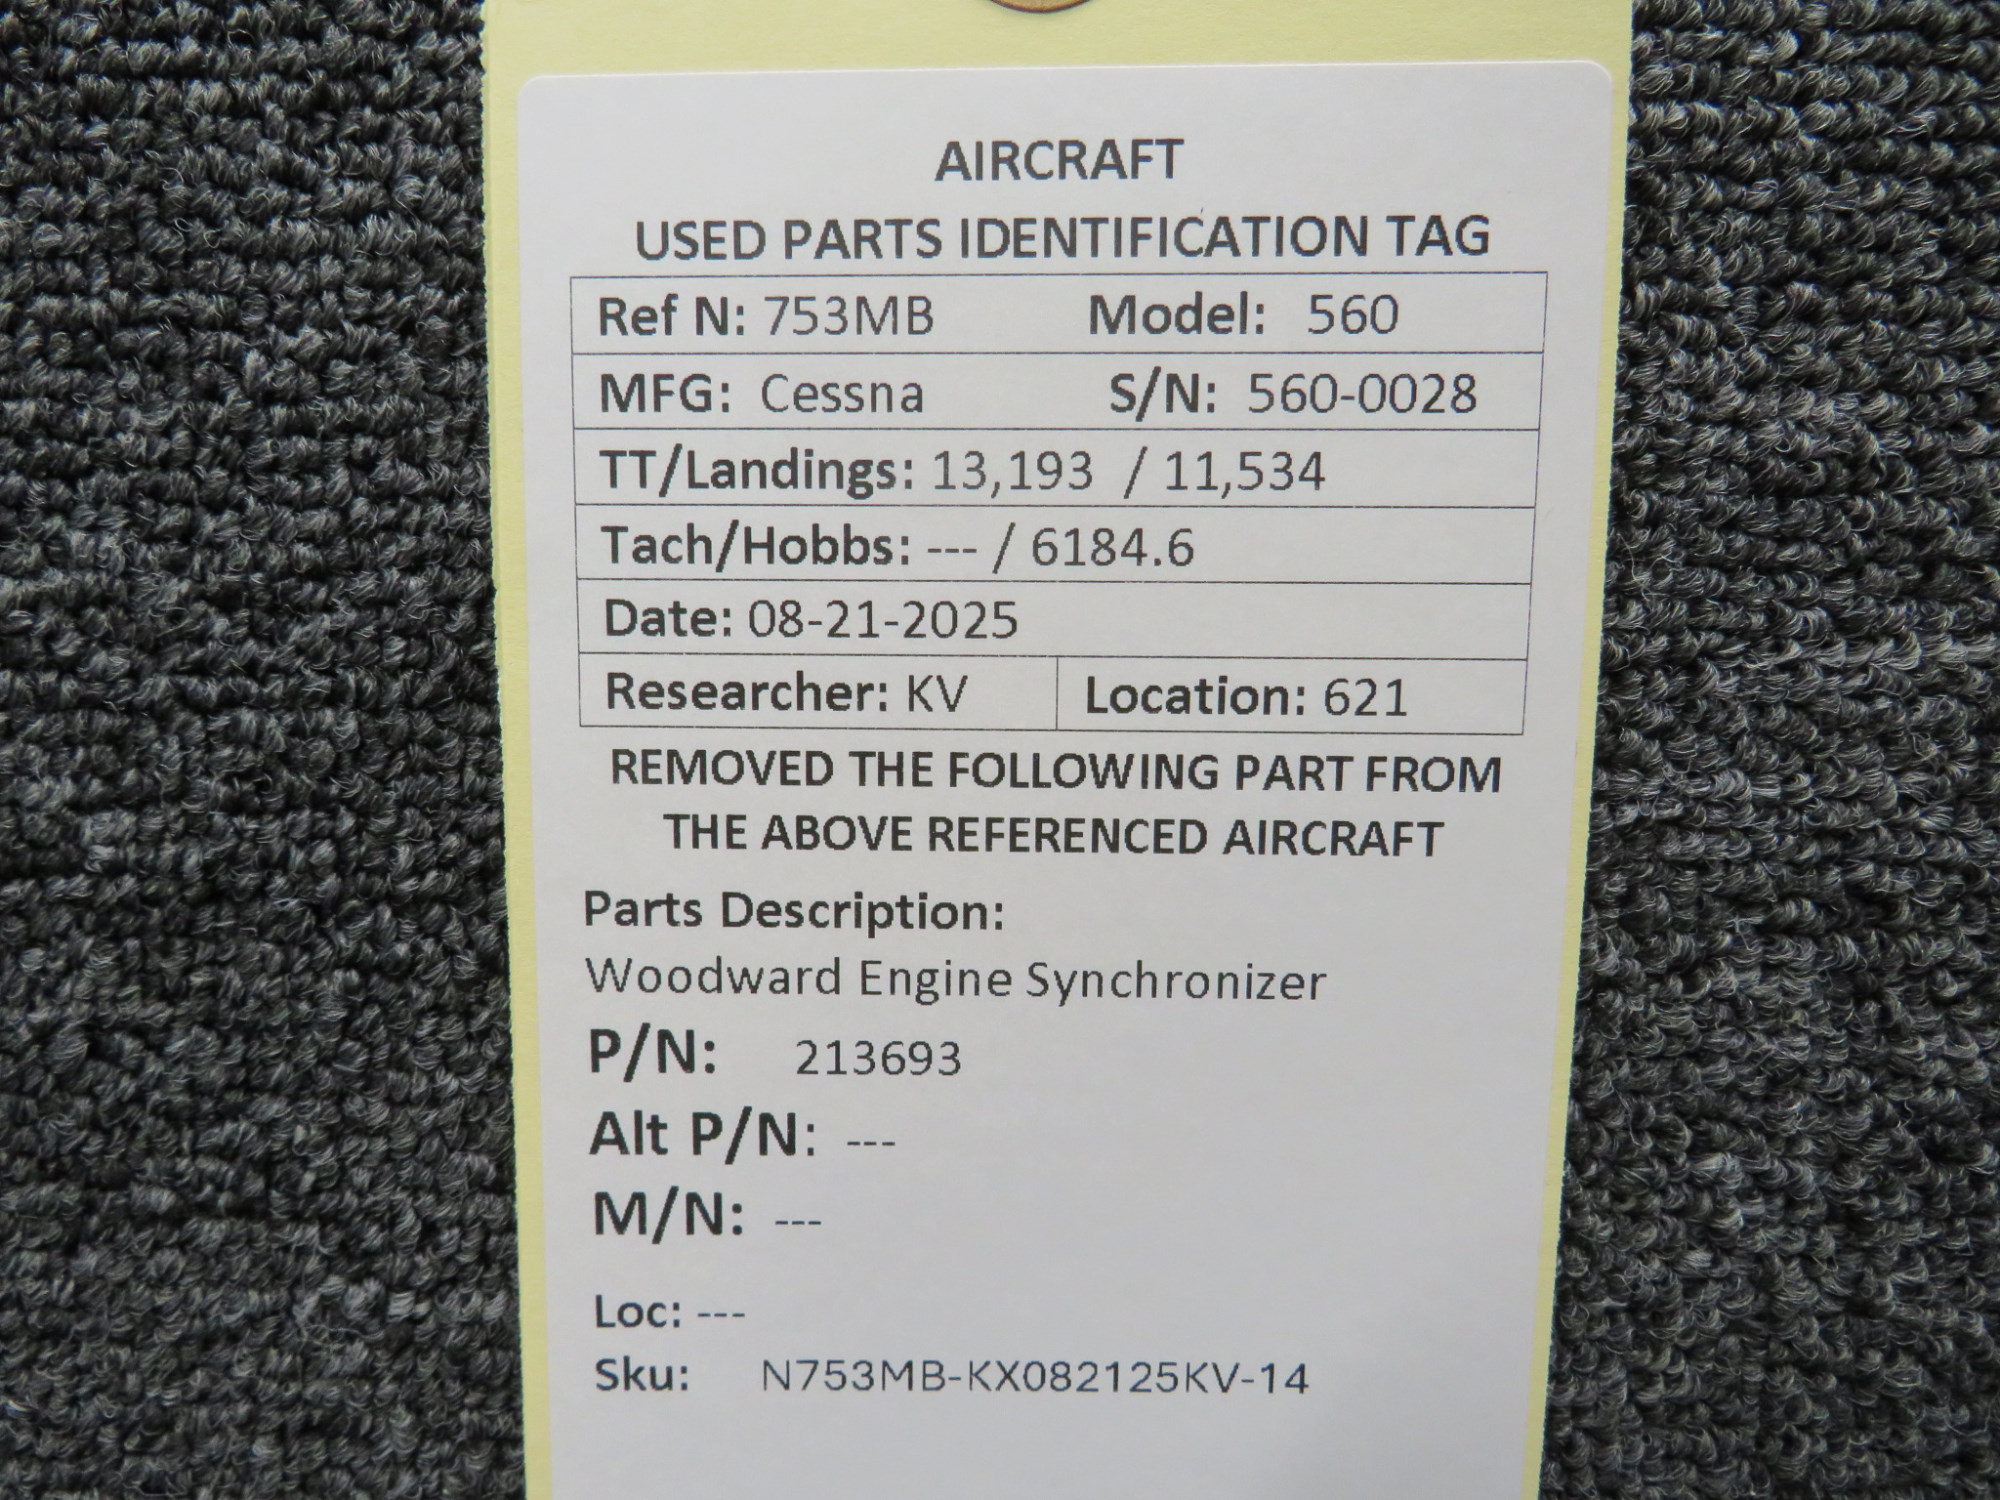 AIRCRAFT
USED PARTS IDENTIFICATION TAG
Ref N: 753MB Model: 560
MFG: Cessna S/N: 560-0028
TT/Landings: 13,193 / 11,534
Tach/Hobbs: --- / 6184.6
Date: 08-21-2025
Researcher: KV Location: 621
REMOVED THE FOLLOWING PART FROM
THE ABOVE REFERENCED AIRCRAFT
Parts Description:
Woodward Engine Synchronizer
P/N: 213693
Alt P/N: ---
M/N: ---
Loc: ---
Sku: N753MB-KX082125KV-14